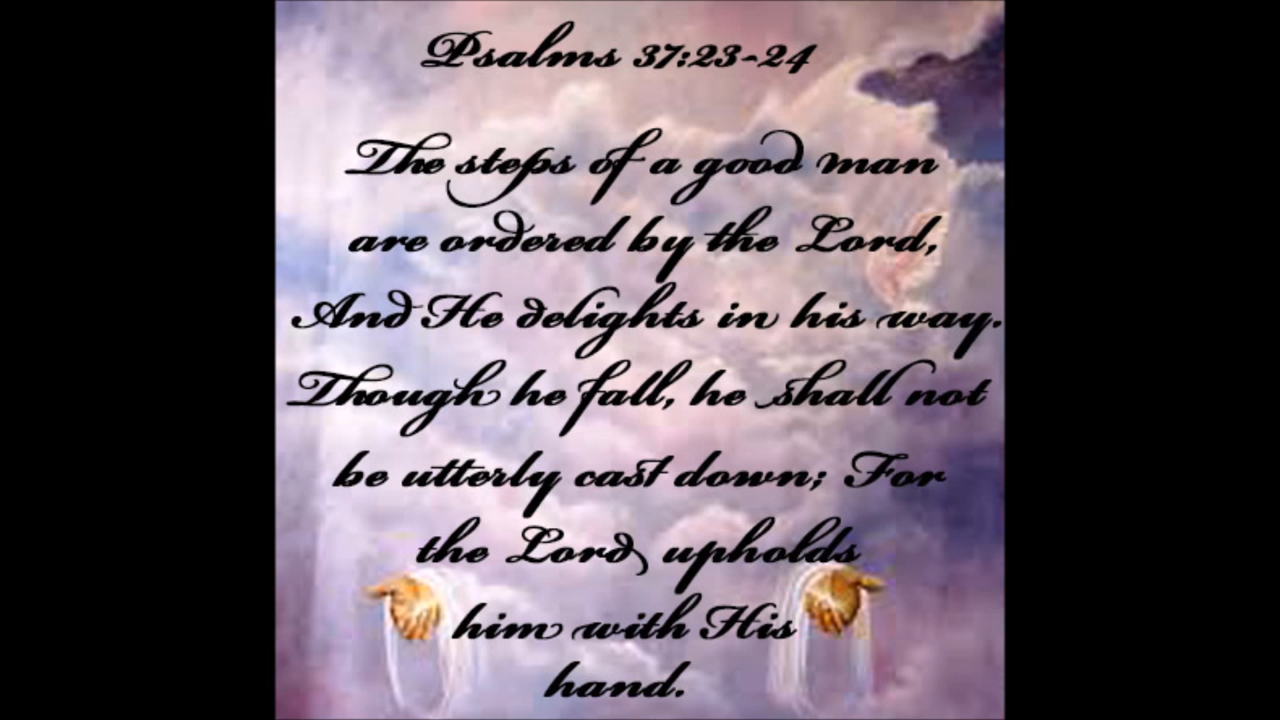 Psalms 37:23-24
The steps of a good man
are ordered by the Lord,
And He delights in his way.
Though he fall, he shall not
be utterly cast down; For
the Lord upholds
him with His
hand.